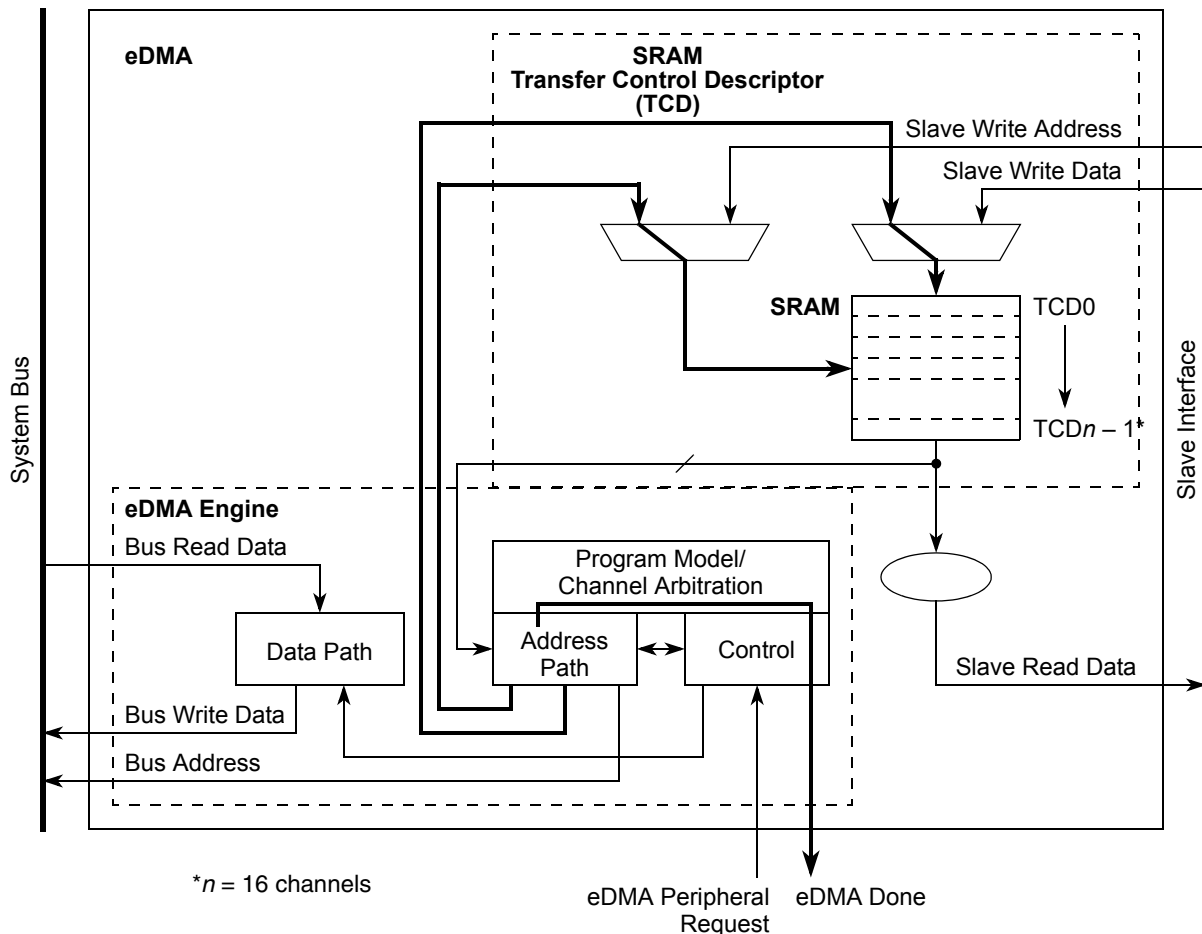 eDMA
SRAM
Transfer Control Descriptor
(TCD)
Slave Write Address
Slave Write Data
SRAM
TCD0
TCDn – 1*
System Bus
Slave Interface
eDMA Engine
Bus Read Data
Program Model/
Channel Arbitration
Data Path
Address
Path
Control
Slave Read Data
Bus Write Data
Bus Address
*n = 16 channels
eDMA Peripheral
Request
eDMA Done